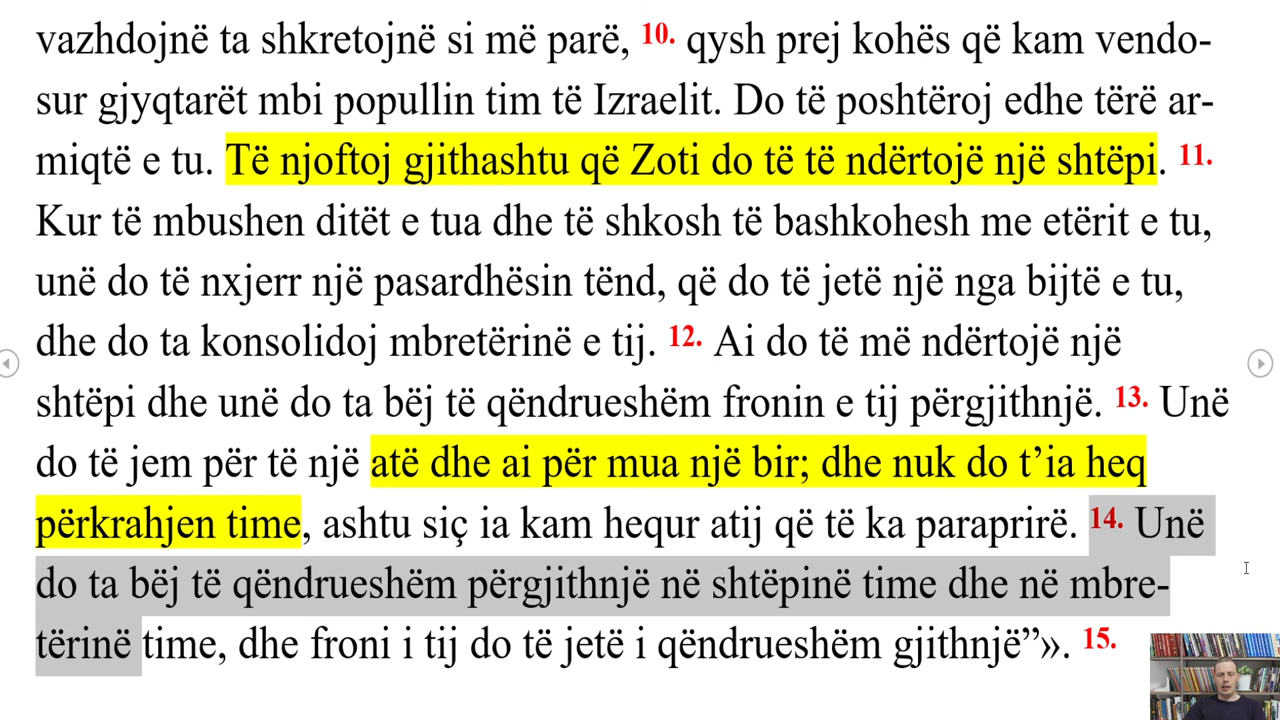 vazhdojnë ta shkretojnë si më parë, 10. qysh prej kohës që kam vendo-
sur gjyqtarët mbi popullin tim të Izraelit. Do të poshtëroj edhe tërë ar-
miqtë e tu. Të njoftoj gjithashtu që Zoti do të të ndërtojë një shtëpi. 11.
Kur të mbushen ditët e tua dhe të shkosh të bashkohesh me etërit e tu,
unë do të nxjerr një pasardhësin tënd, që do të jetë një nga bijtë e tu,
dhe do ta konsolidoj mbretërinë e tij. 12. Ai do të më ndërtojë një
shtëpi dhe unë do ta bëj të qëndrueshëm fronin e tij përgjithnjë. 13. Unë
do të jem për të një atë dhe ai për mua një bir; dhe nuk do t’ia heq
përkrahjen time, ashtu siç ia kam hequr atij që të ka paraprirë. 14. Unë
do ta bëj të qëndrueshëm përgjithnjë në shtëpinë time dhe në mbre-
tërinë time, dhe froni i tij do të jetë i qëndrueshëm gjithnjë”». 15.